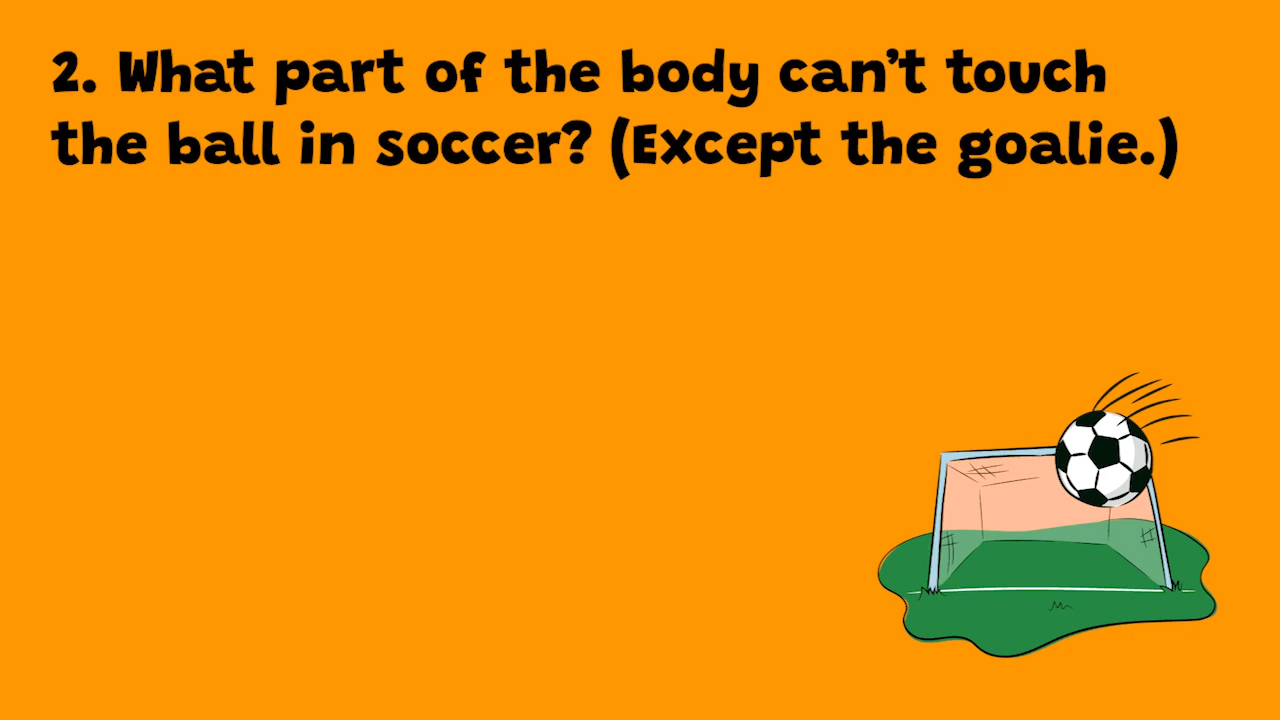 2. What part of the body can’t touch
the ball in soccer? (Except the goalie.)